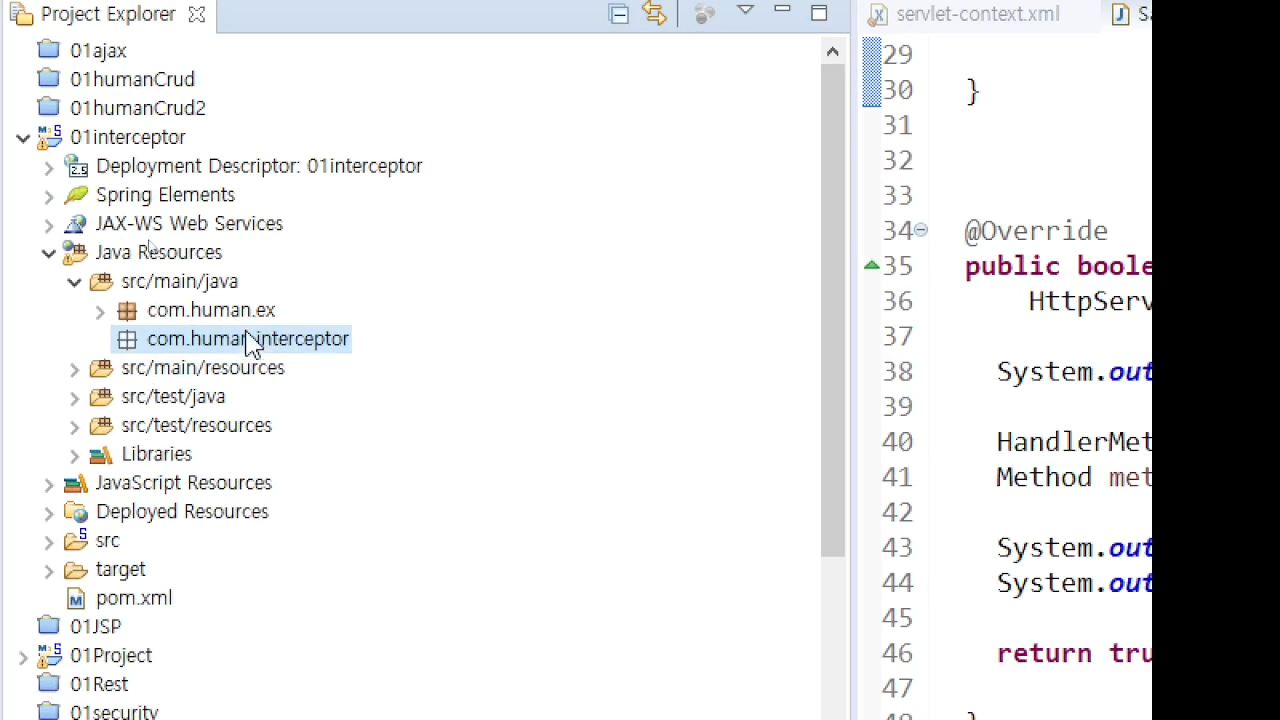 Project Explorer
01ajax
01humanCrud
01humanCrud2
01interceptor
Deployment Descriptor: 01interceptor
Spring Elements
JAX-WS Web Services
Java Resources
src/main/java
com.human.ex
com.human.interceptor
src/main/resources
src/test/java
src/test/resources
Libraries
JavaScript Resources
Deployed Resources
src
target
pom.xml
01JSP
01Project
01Rest
01security
servlet-context.xml
29
30 }
31
32
33
34 @Override
35 public boole
36 HttpServ
37
38 System.out
39
40 HandlerMet
41 Method met
42
43 System.out
44 System.out
45
46 return tru
47
48 }